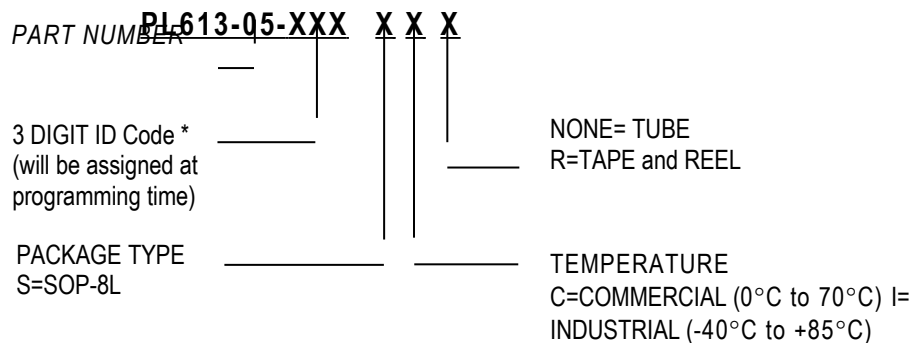 PART NUMBER PL613-05-XXX X X X
3 DIGIT ID Code *
(will be assigned at
programming time)
NONE= TUBE
R=TAPE and REEL
PACKAGE TYPE
S=SOP-8L
TEMPERATURE
C=COMMERCIAL (0°C to 70°C) I=
INDUSTRIAL (-40°C to +85°C)